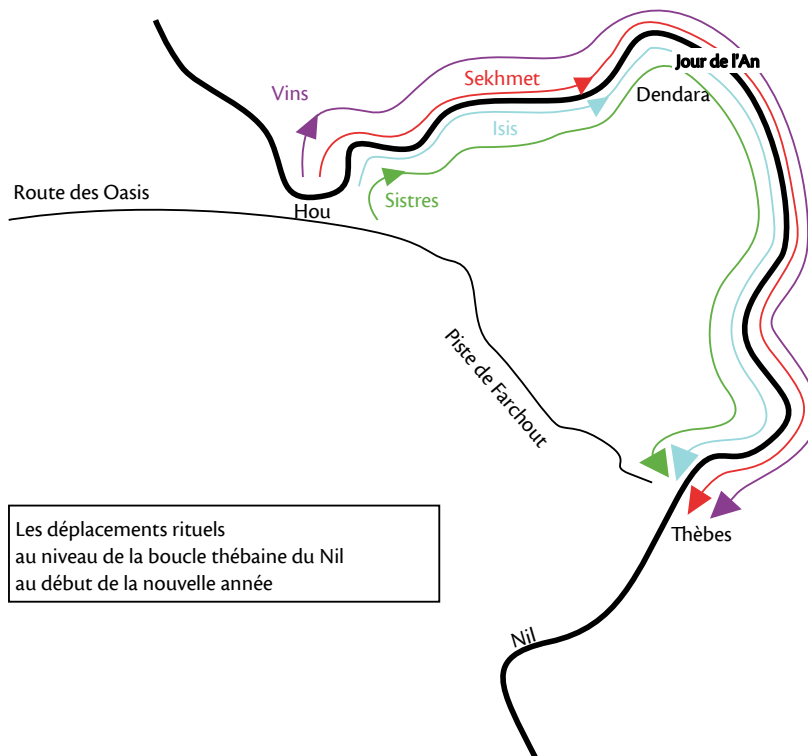 Jour de l'An
Sekhmet
Vins
Dendara
Isis
Route des Oasis
Sistres
Hou
Piste de Farchout
Les déplacements rituels
au niveau de la boucle thébaine du Nil
au début de la nouvelle année
Thèbes
Nil